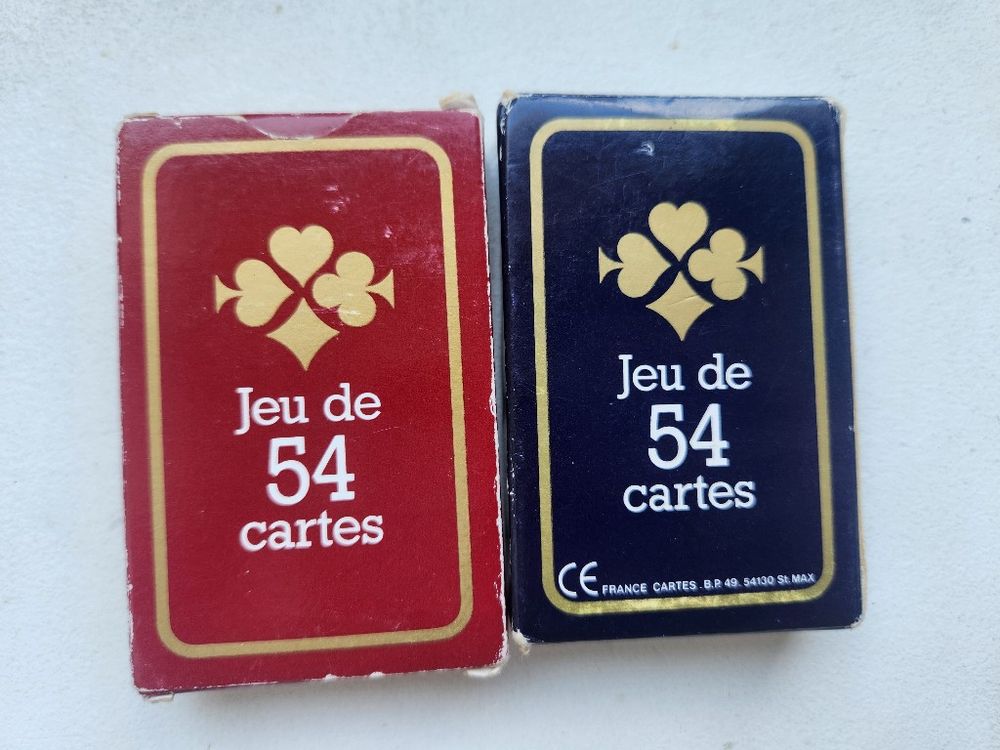 Jeu de
54
cartes
Jeu de
54
cartes
CE FRANCE CARTES . B.P. 49. 54130 St. MAX